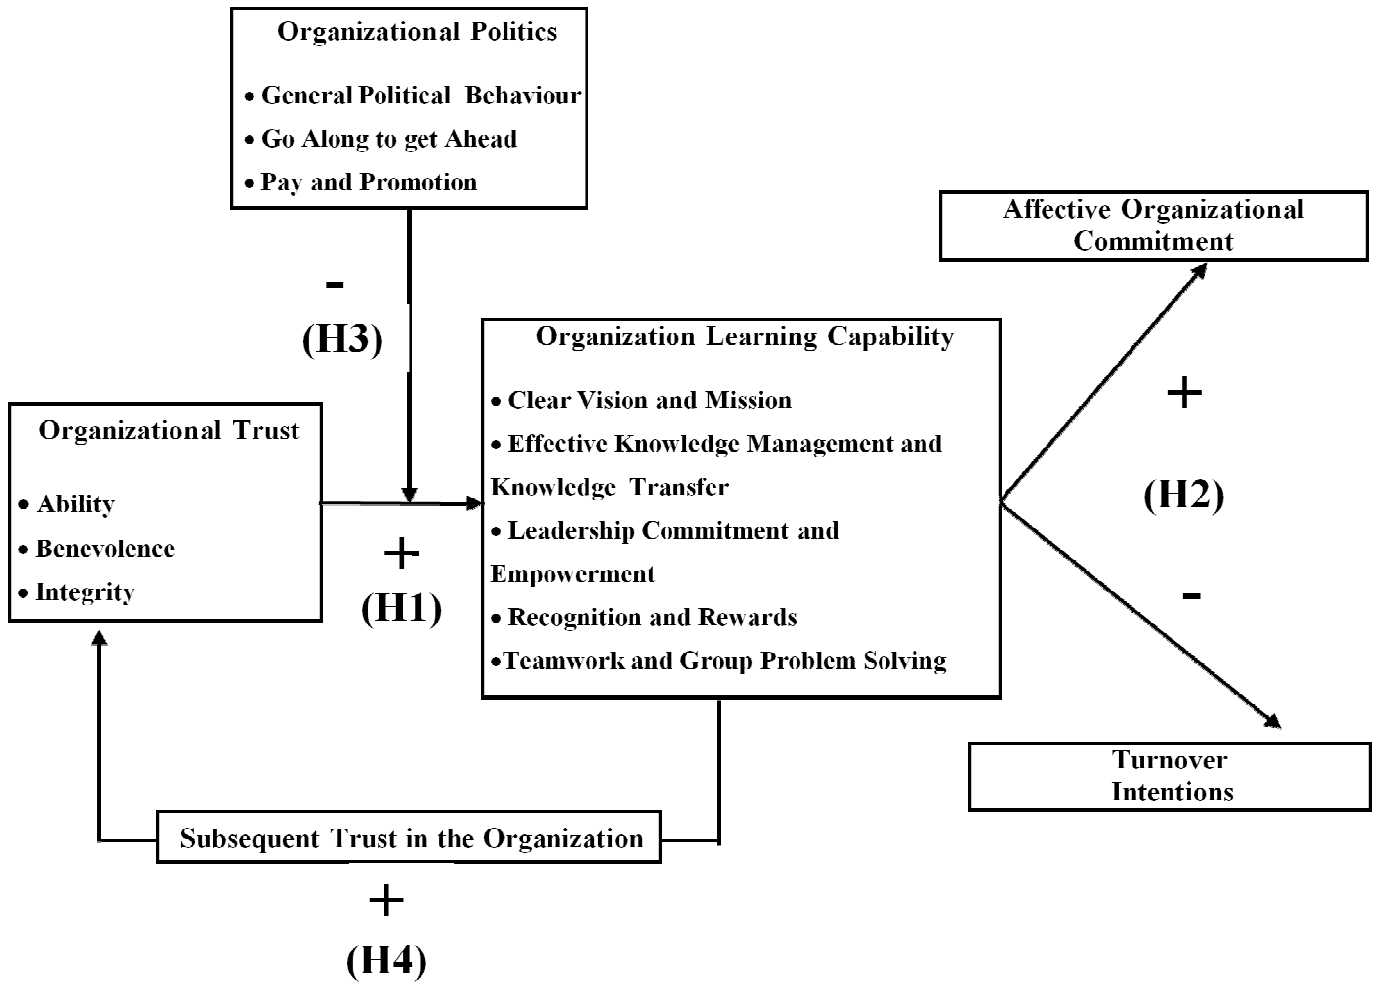 Organizational Politics
• General Political Behaviour
• Go Along to get Ahead
• Pay and Promotion
-
(H3)
Affective Organizational
Commitment
Organization Learning Capability
• Clear Vision and Mission
• Effective Knowledge Management and
Knowledge Transfer
• Leadership Commitment and
Empowerment
• Recognition and Rewards
•Teamwork and Group Problem Solving
Organizational Trust
• Ability
• Benevolence
• Integrity
+
(H1)
+
(H2)
-
Turnover
Intentions
Subsequent Trust in the Organization
+
(H4)